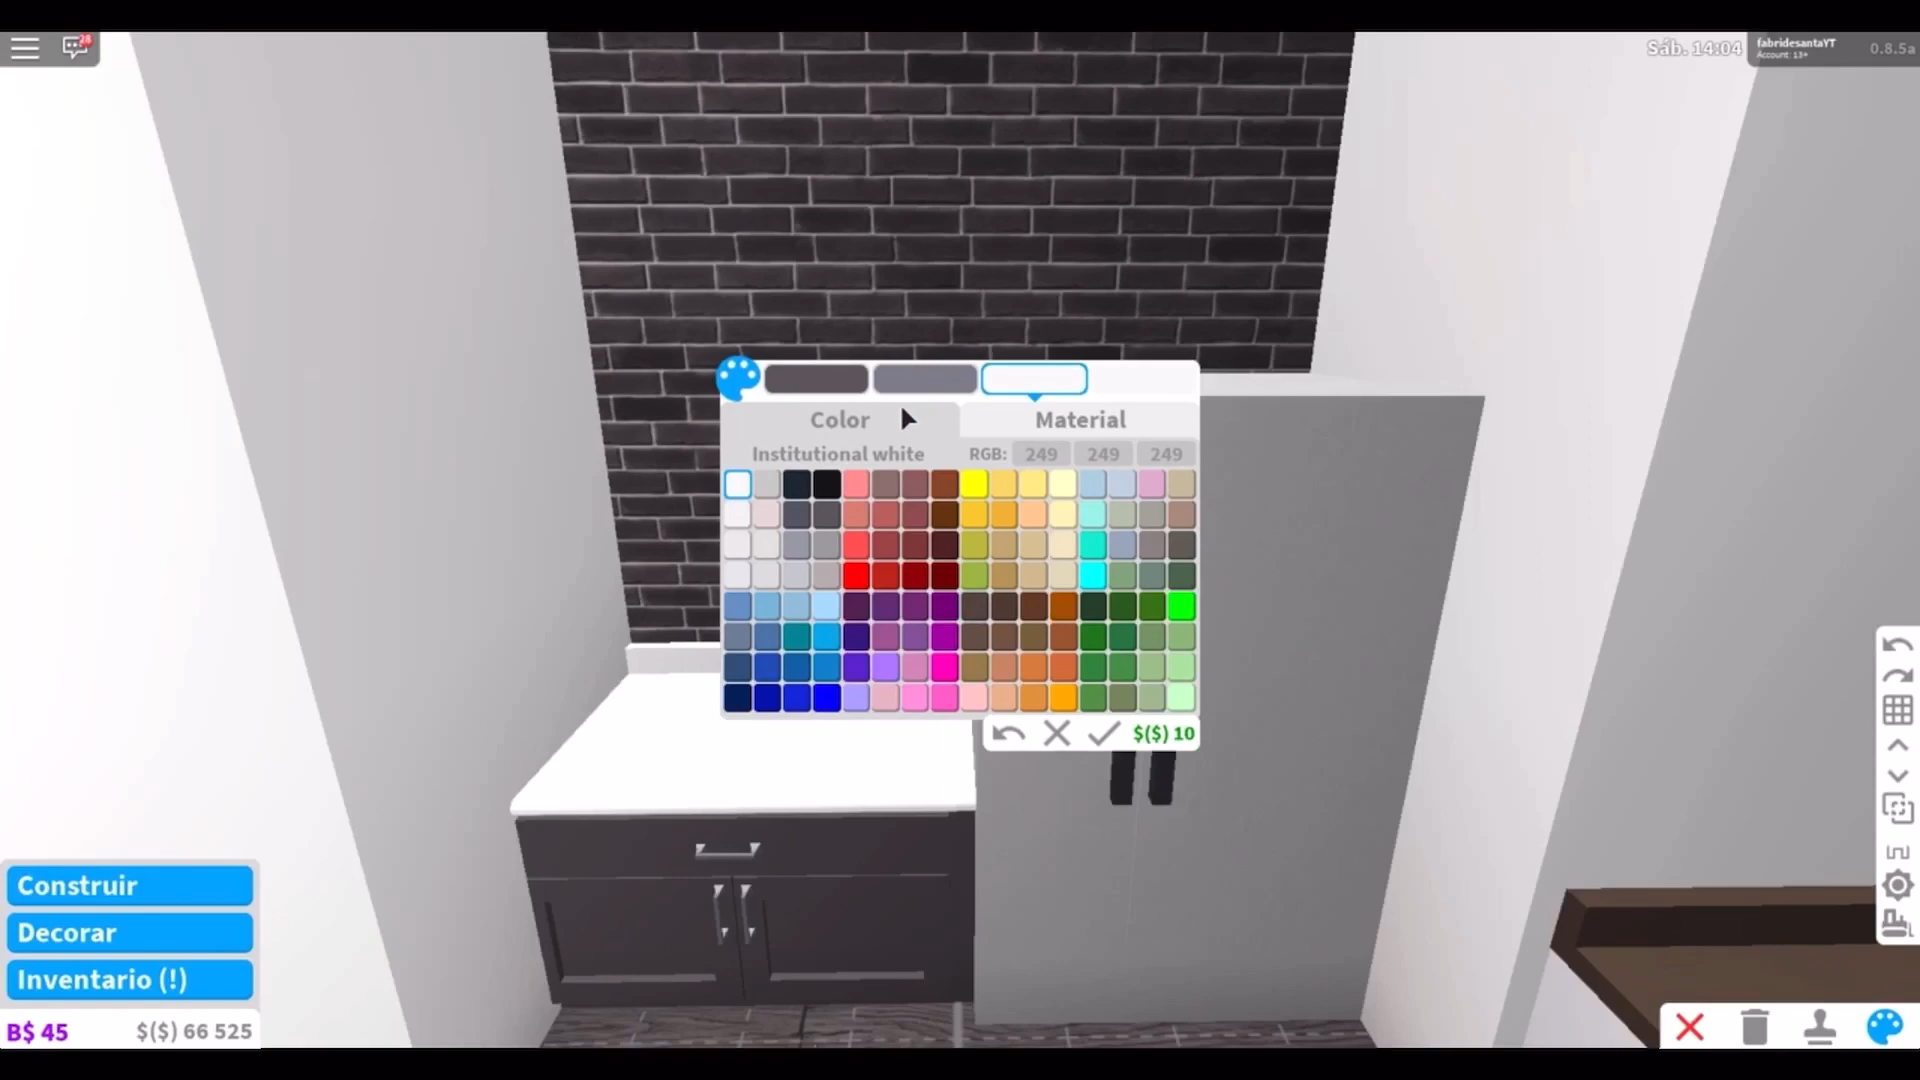 28
Sáb. 14:04
fabridesantaYT
Account: 13+
0.8.5a
Color
Material
Institutional white
RGB: 249 249 249
$($) 10
Construir
Decorar
Inventario (!)
B$ 45
$($) 66 525